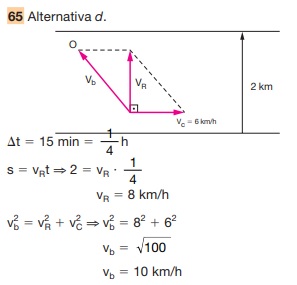 65 Alternativa d.
O
V_b
V_R
V_c = 6 km/h
2 km
Δt = 15 min = 1/4 h
s = v_R t ⇒ 2 = v_R · 1/4
v_R = 8 km/h
v_b² = v_R² + v_C² ⇒ v_b² = 8² + 6²
v_b = √100
v_b = 10 km/h